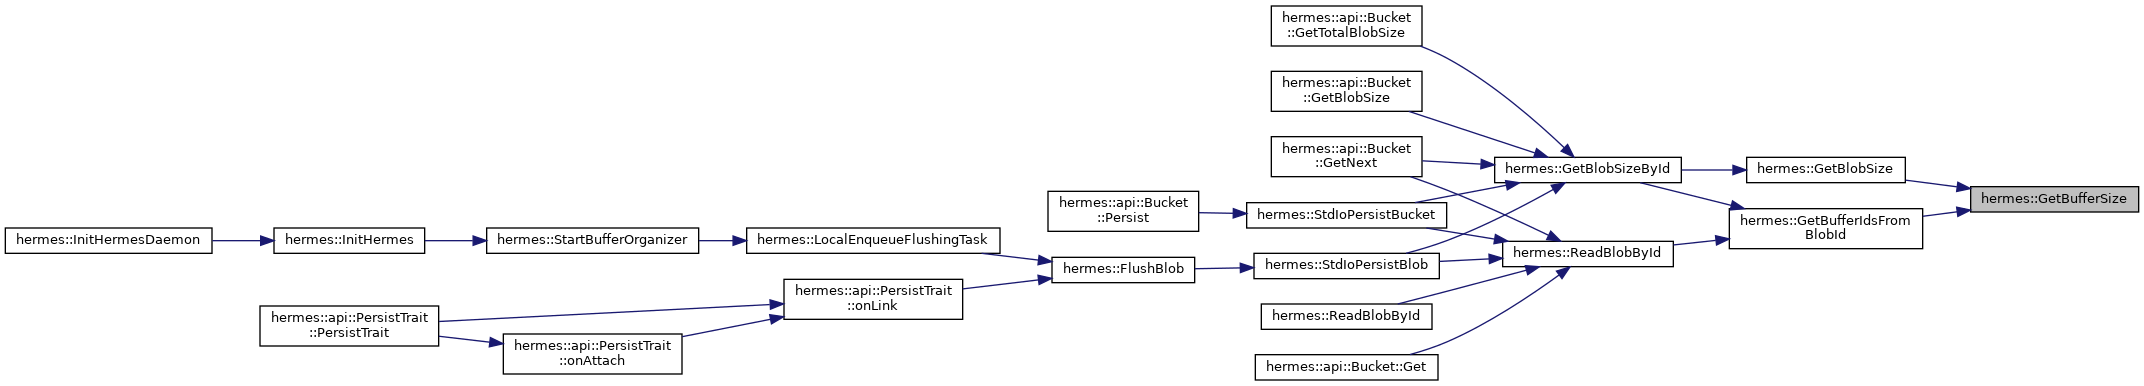 hermes::api::Bucket
::GetTotalBlobSize
hermes::api::Bucket
::GetBlobSize
hermes::api::Bucket
::GetNext
hermes::GetBlobSizeById
hermes::GetBlobSize
hermes::GetBufferSize
hermes::api::Bucket
::Persist
hermes::StdIoPersistBucket
hermes::GetBufferIdsFrom
BlobId
hermes::InitHermesDaemon
hermes::InitHermes
hermes::StartBufferOrganizer
hermes::LocalEnqueueFlushingTask
hermes::ReadBlobById
hermes::FlushBlob
hermes::StdIoPersistBlob
hermes::api::PersistTrait
::onLink
hermes::api::PersistTrait
::PersistTrait
hermes::ReadBlobById
hermes::api::PersistTrait
::onAttach
hermes::api::Bucket::Get